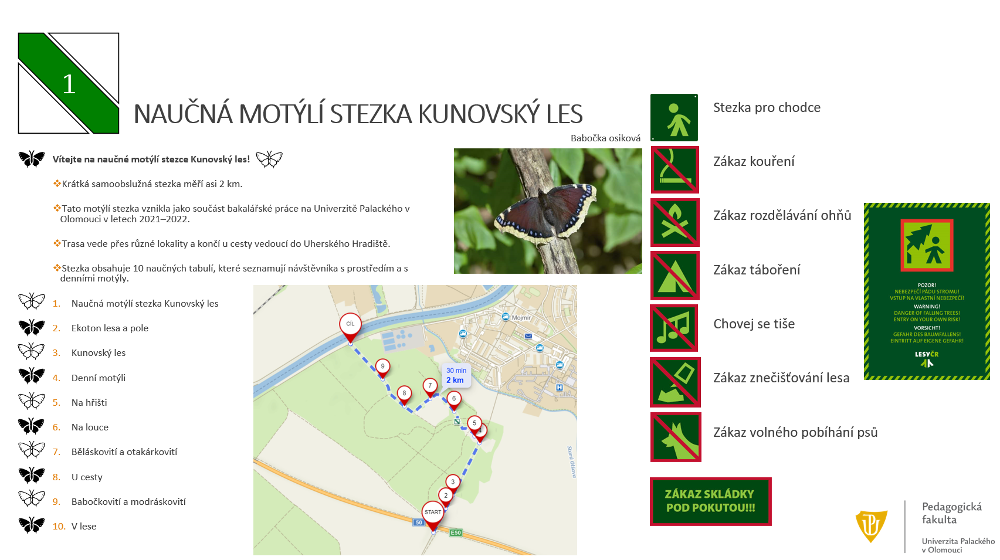 1
NAUČNÁ MOTÝLÍ STEZKA KUNOVSKÝ LES
Babočka osiková
Vítejte na naučné motýlí stezce Kunovský les!
Krátká samoobslužná stezka měří asi 2 km.
Tato motýlí stezka vznikla jako součást bakalářské práce na Univerzitě Palackého v
Olomouci v letech 2021–2022.
Trasa vede přes různé lokality a končí u cesty vedoucí do Uherského Hradiště.
Stezka obsahuje 10 naučných tabulí, které seznamují návštěvníka s prostředím a s
denními motýly.
1. Naučná motýlí stezka Kunovský les
2. Ekoton lesa a pole
3. Kunovský les
4. Denní motýli
5. Na hřišti
6. Na louce
7. Běláskovití a otakárkovití
8. U cesty
9. Babočkovití a modráskovití
10. V lese
CÍL
Mojmír
9
30 min
2 km
7
8
6
H
5
4
Stará Olšava
3
2
START
50
E50
Stezka pro chodce
Zákaz kouření
Zákaz rozdělávání ohňů
Zákaz táboření
Chovej se tiše
Zákaz znečišťování lesa
Zákaz volného pobíhání psů
ZÁKAZ SKLÁDKY
POD POKUTOU!!!
POZOR!
NEBEZPEČÍ PÁDU STROMU!
VSTUP NA VLASTNÍ NEBEZPEČÍ!
WARNING!
DANGER OF FALLING TREES!
ENTRY ON YOUR OWN RISK!
VORSICHT!
GEFAHR DES BAUMFALLENS!
EINTRITT AUF EIGENE GEFAHR!
LESY ČR
UP
Pedagogická
fakulta
Univerzita Palackého
v Olomouci